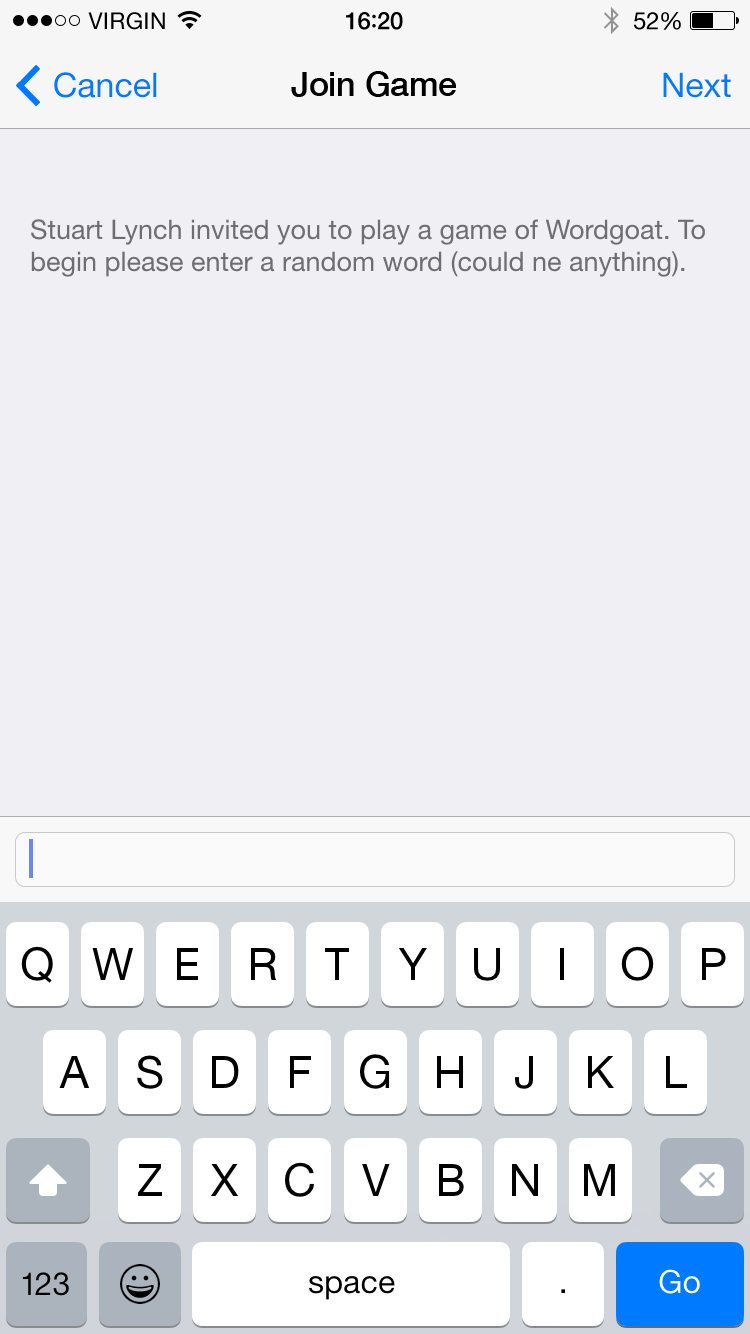 VIRGIN 16:20 52%
Cancel Join Game Next
Stuart Lynch invited you to play a game of Wordgoat. To
begin please enter a random word (could ne anything).
Q W E R T Y U I O P
A S D F G H J K L
Z X C V B N M
123 space . Go